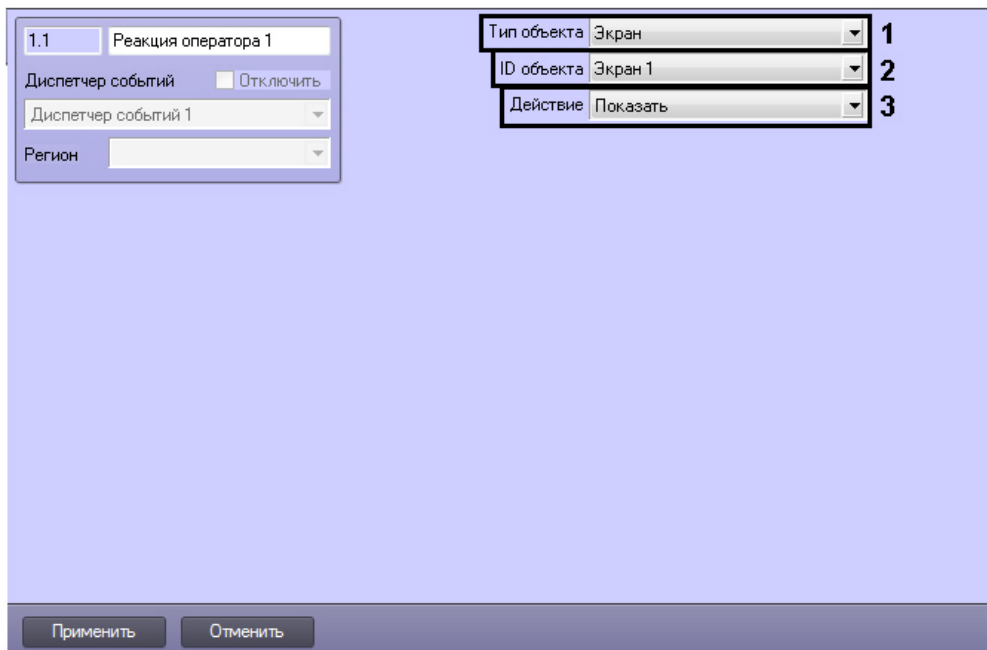 1.1 Реакция оператора 1
Диспетчер событий Отключить
Диспетчер событий 1
Регион
Тип объекта Экран 1
ID объекта Экран 1 2
Действие Показать 3
Применить Отменить